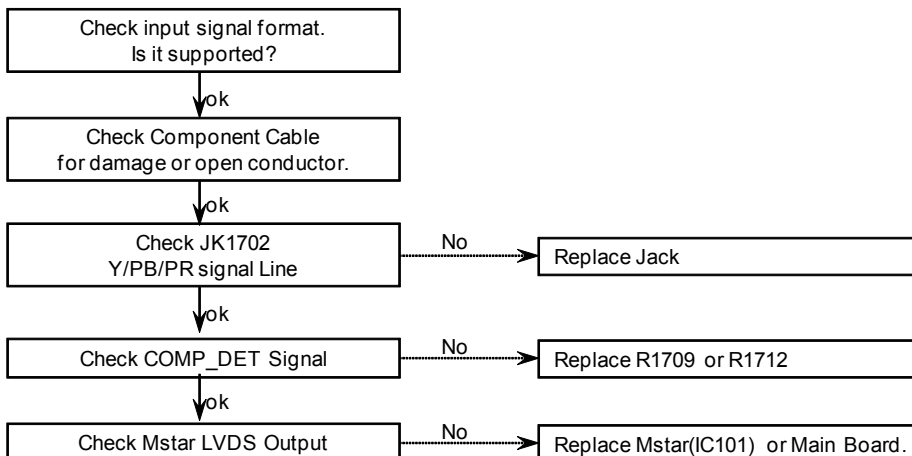 Check input signal format.
Is it supported?
ok
Check Component Cable
for damage or open conductor.
ok
Check JK1702
Y/PB/PR signal Line
No
Replace Jack
ok
Check COMP_DET Signal
No
Replace R1709 or R1712
ok
Check Mstar LVDS Output
No
Replace Mstar(IC101) or Main Board.